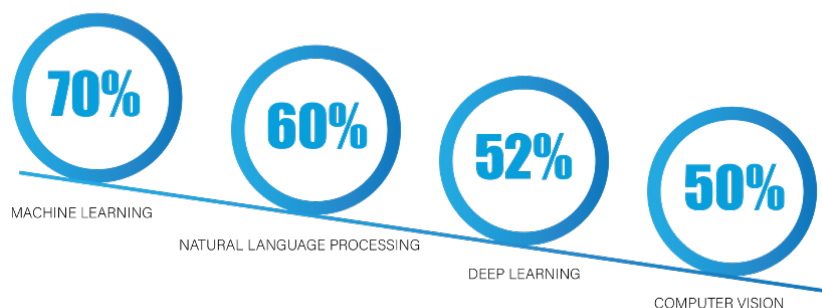 70%
MACHINE LEARNING
60%
NATURAL LANGUAGE PROCESSING
52%
DEEP LEARNING
50%
COMPUTER VISION